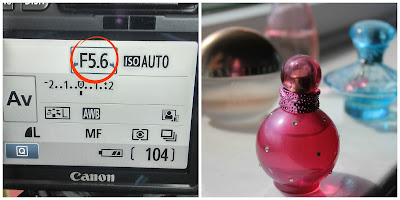 F5.6 ISO AUTO
Av
-2..1..0..1..:2
AWB
L MF
Q (104)
Canon